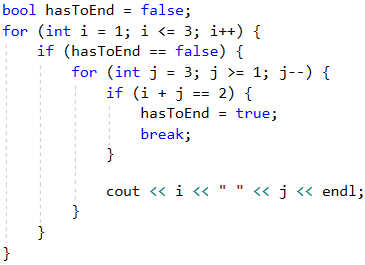 bool hasToEnd = false;
for (int i = 1; i <= 3; i++) {
    if (hasToEnd == false) {
        for (int j = 3; j >= 1; j--) {
            if (i + j == 2) {
                hasToEnd = true;
                break;
            }

            cout << i << " " << j << endl;
        }
    }
}